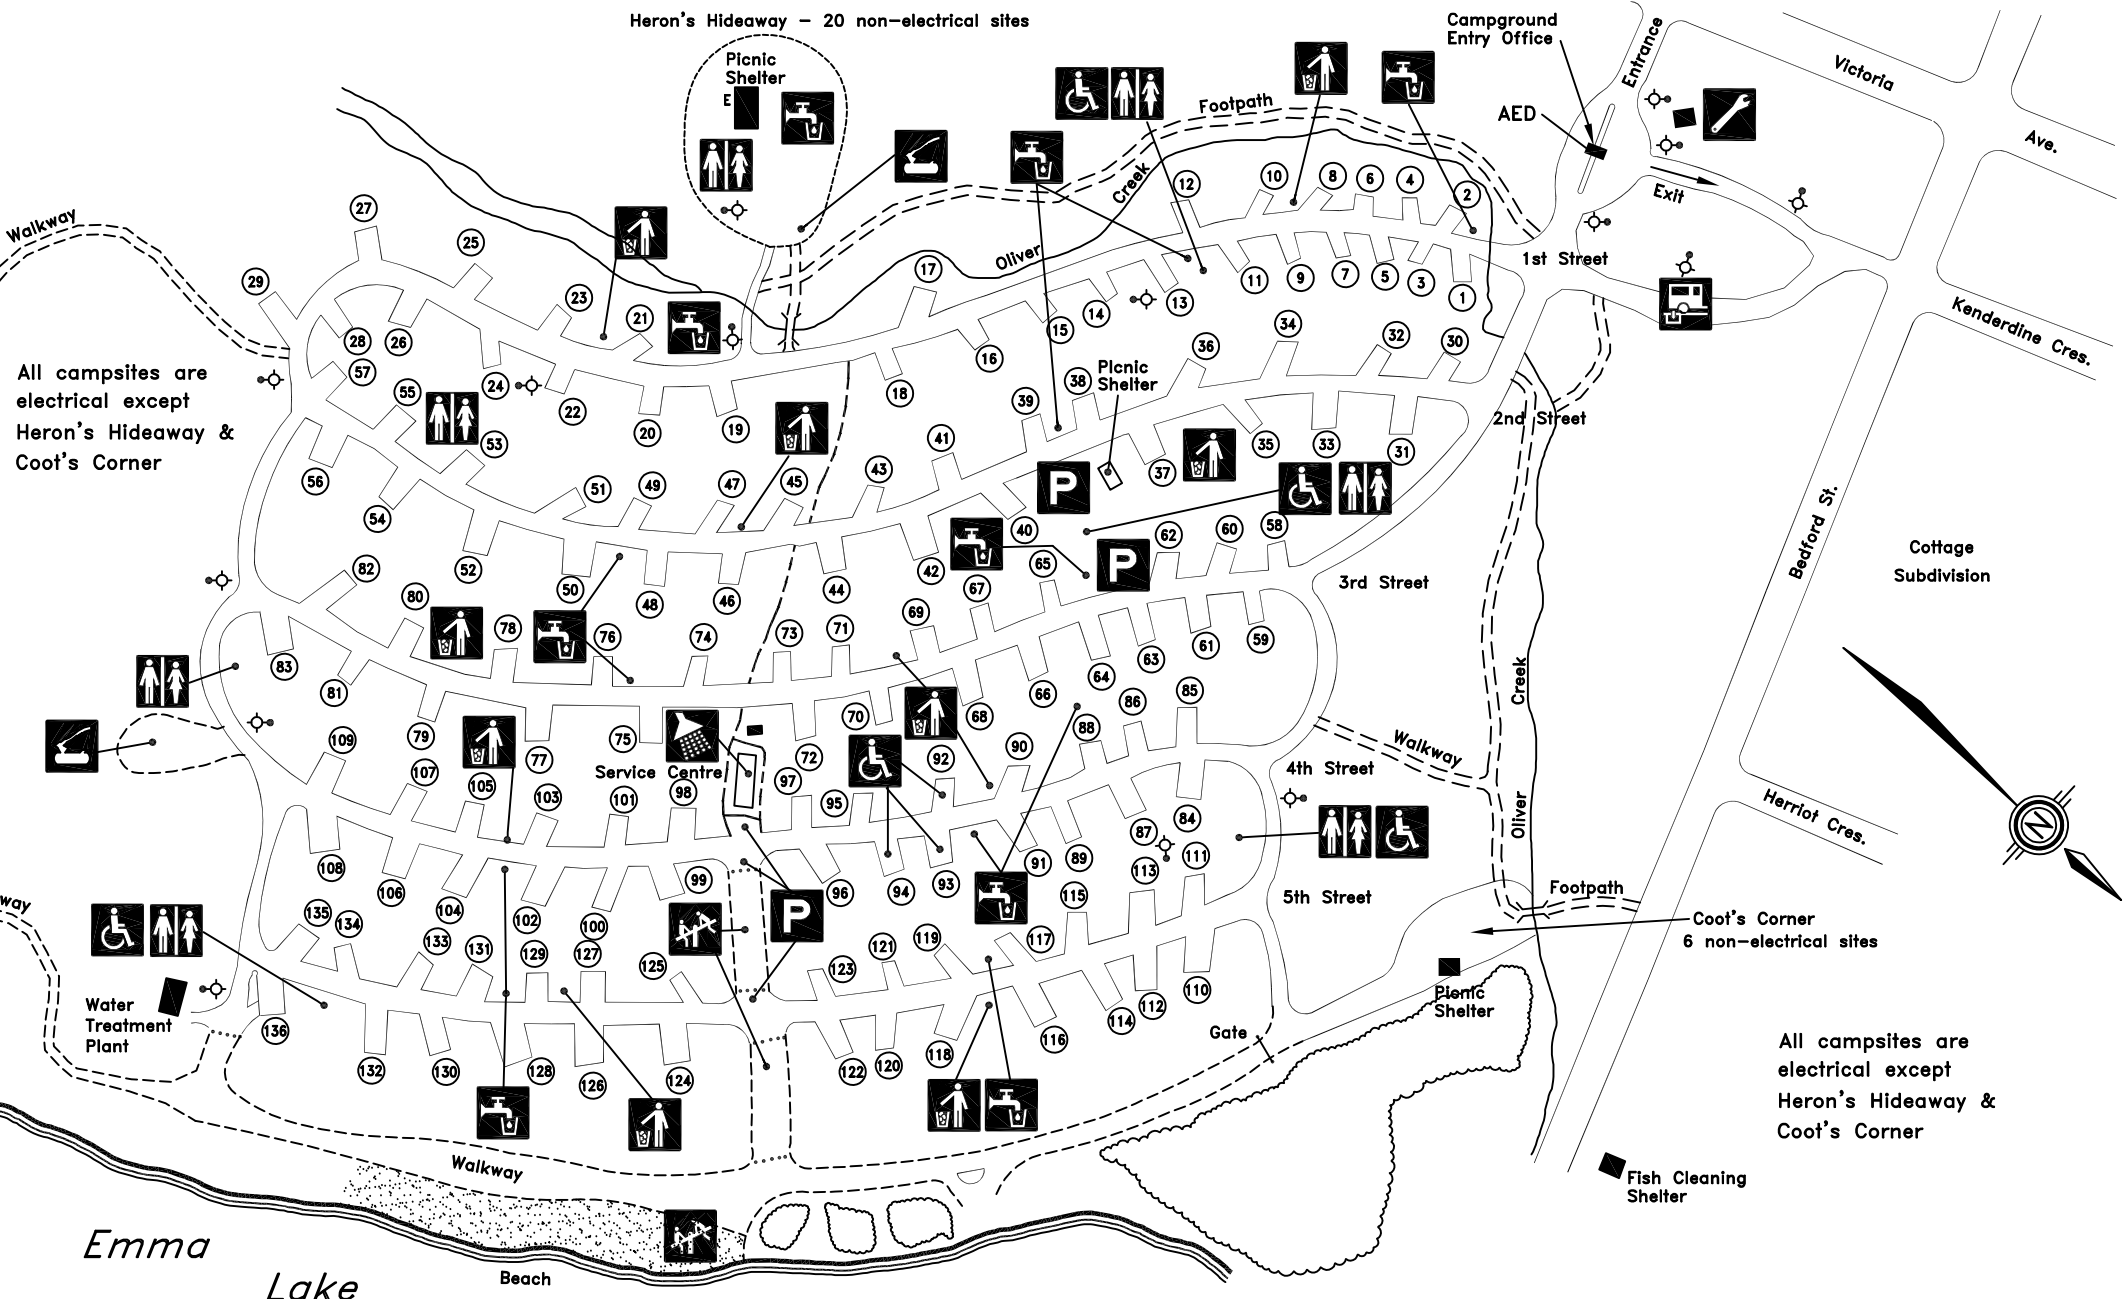 Heron's Hideaway - 20 non-electrical sites
Campground
Entry Office
Entrance
Victoria
Ave.
Picnic
Shelter
E
AED
Footpath
Creek
Oliver
Exit
1st Street
Walkway
Kenderdine Cres.
27
25
29
23
21
17
12
10
8
6
4
2
28
26
57
24
22
20
19
18
16
15
14
13
11
9
7
5
3
1
All campsites are
electrical except
Heron's Hideaway &
Coot's Corner
55
53
56
54
51
49
47
45
43
41
39
38
36
34
32
30
Picnic
Shelter
2nd Street
37
35
33
31
P
40
42
44
46
48
50
52
P
62
60
58
3rd Street
Bedford St.
Cottage
Subdivision
82
80
78
76
74
73
71
69
67
65
83
81
79
77
75
72
70
68
66
64
63
61
59
Creek
Oliver
Walkway
4th Street
Herriot Cres.
N
Service Centre
109
107
105
103
101
98
97
95
92
90
88
86
85
108
106
104
102
100
99
96
94
93
91
89
87
84
P
5th Street
Footpath
Coot's Corner
6 non-electrical sites
way
135
134
133
131
129
127
125
123
121
119
117
115
113
111
Water
Treatment
Plant
136
132
130
128
126
124
122
120
118
116
114
112
110
Gate
Picnic
Shelter
All campsites are
electrical except
Heron's Hideaway &
Coot's Corner
Walkway
Fish Cleaning
Shelter
Emma
Lake
Beach